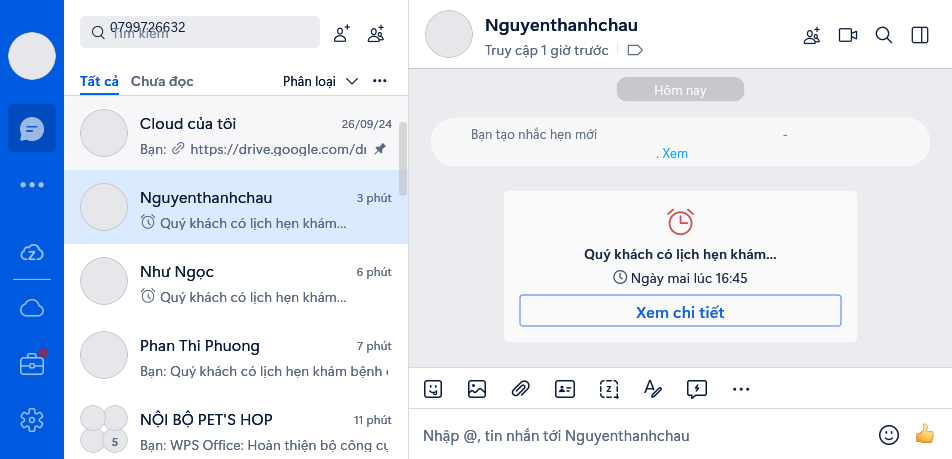 0799726632
Tìm kiếm
Tất cả Chưa đọc Phân loại
Cloud của tôi 26/09/24
Bạn: https://drive.google.com/dr
Nguyenthanhchau 3 phút
Quý khách có lịch hẹn khám...
Như Ngọc 6 phút
Quý khách có lịch hẹn khám...
Phan Thi Phuong 7 phút
Bạn: Quý khách có lịch hẹn khám bệnh
NỘI BỘ PET'S HOP 11 phút
5
Bạn: WPS Office: Hoàn thiện bộ công cụ
Nguyenthanhchau
Truy cập 1 giờ trước
Hôm nay
Bạn tạo nhắc hẹn mới -
. Xem
Quý khách có lịch hẹn khám...
Ngày mai lúc 16:45
Xem chi tiết
Nhập @, tin nhắn tới Nguyenthanhchau